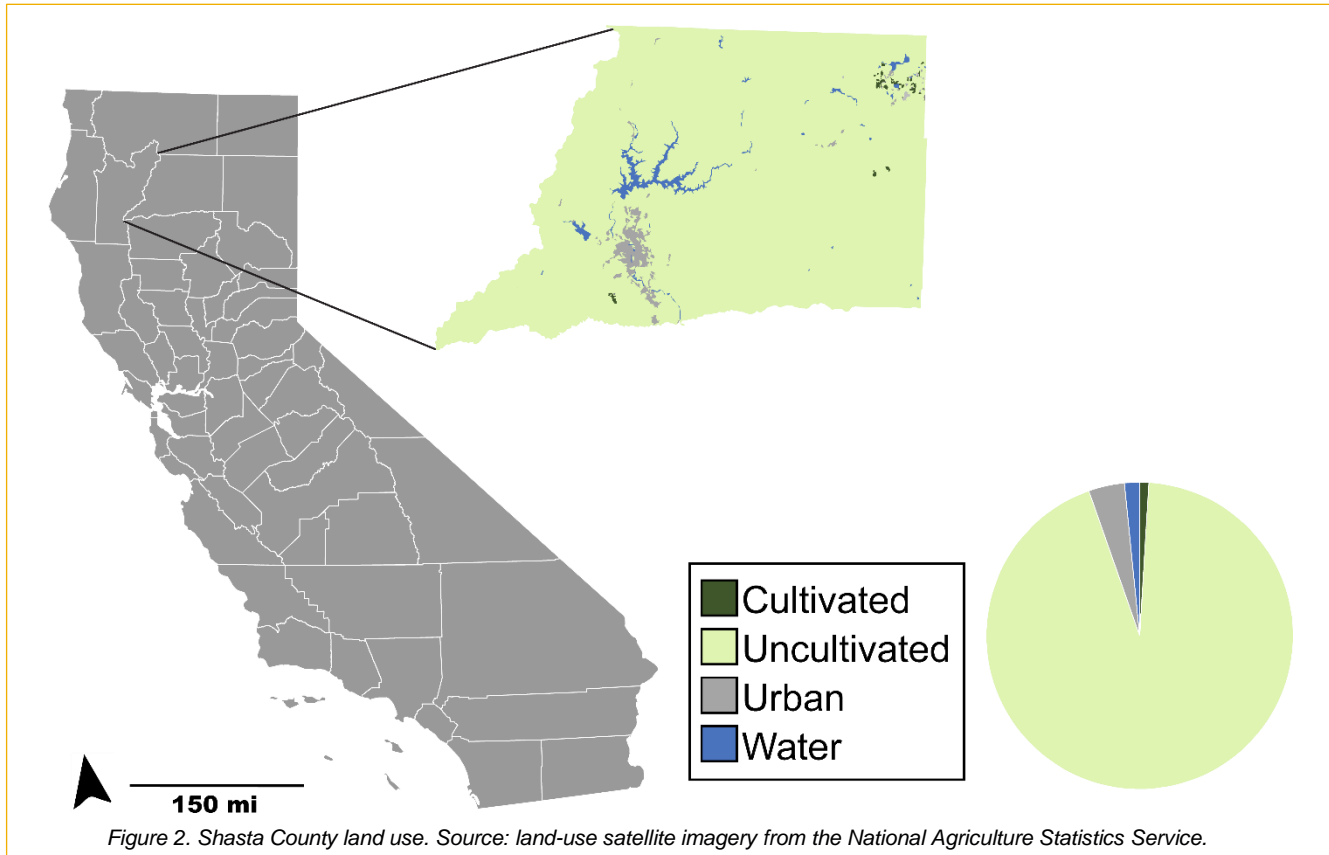 Cultivated
Uncultivated
Urban
Water
150 mi
Figure 2. Shasta County land use. Source: land-use satellite imagery from the National Agriculture Statistics Service.